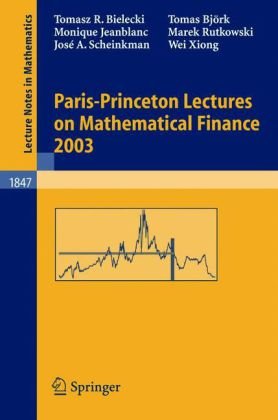 Tomasz R. Bielecki Tomas Björk
Monique Jeanblanc Marek Rutkowski
José A. Scheinkman Wei Xiong
Lecture Notes in Mathematics
1847
Paris-Princeton Lectures
on Mathematical Finance
2003
Springer